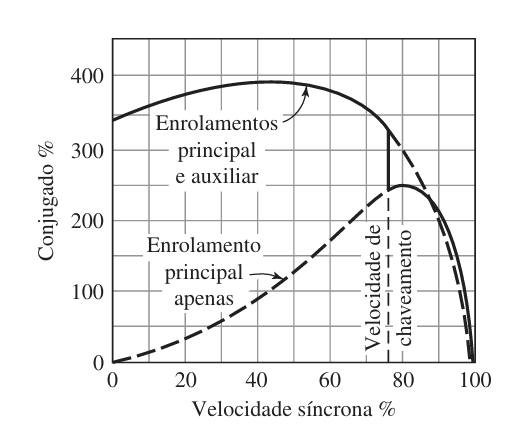 400
300
200
100
0
Conjugado %
Enrolamentos
principal
e auxiliar
Enrolamento
principal
apenas
Velocidade de
chaveamento
0 20 40 60 80 100
Velocidade síncrona %